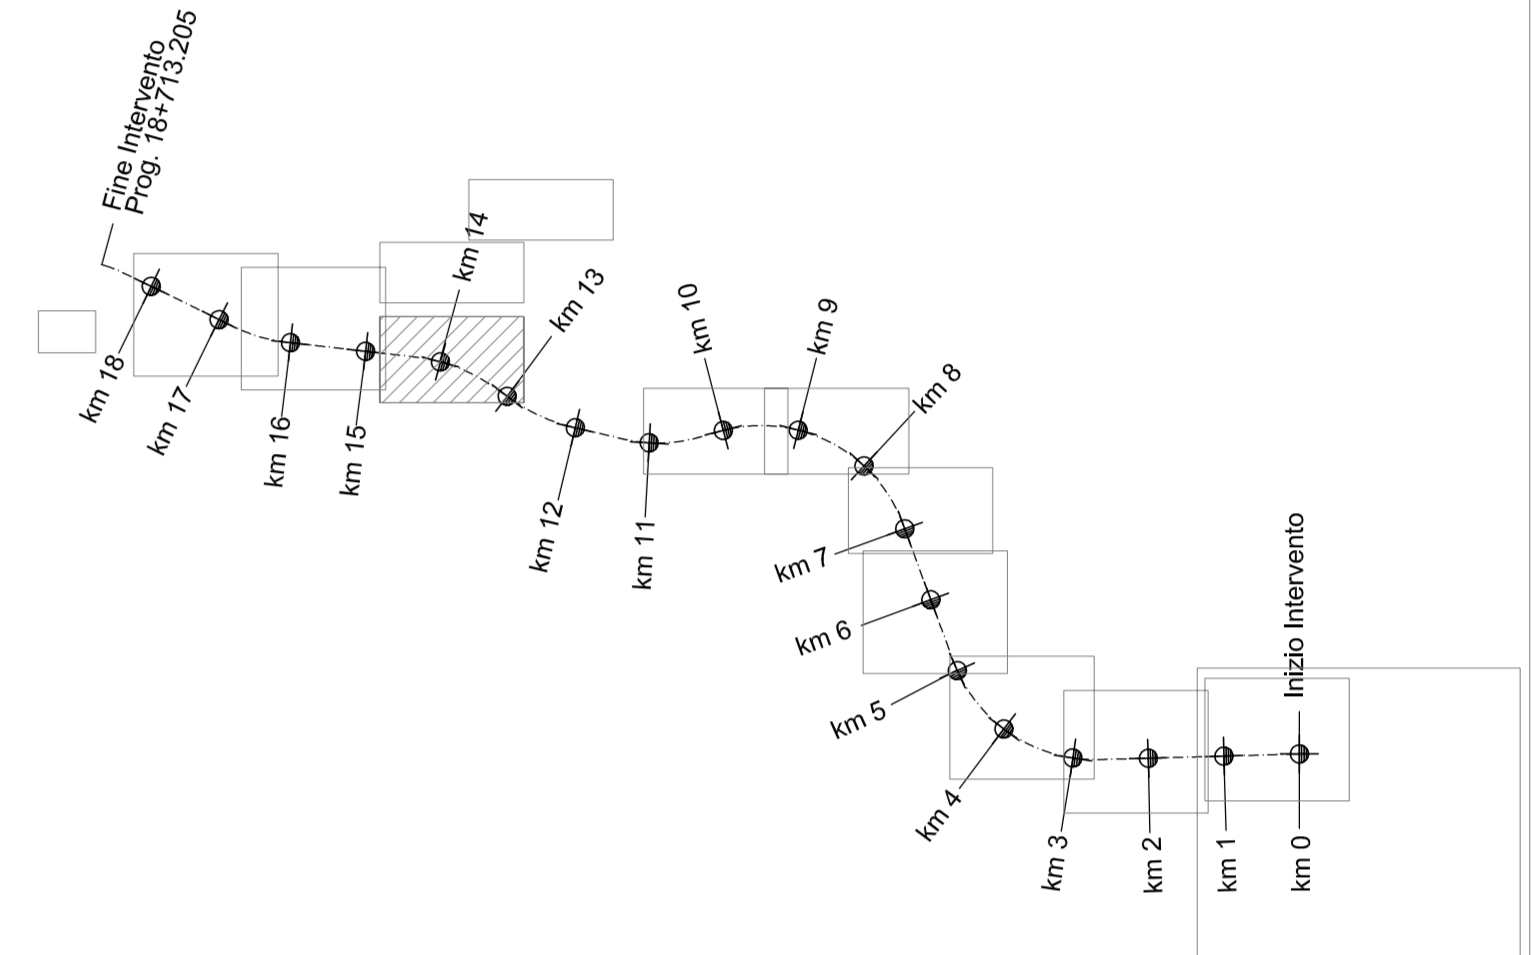 Fine Intervento
Prog. 18+713.205
km 18
km 17
km 16
km 15
km 14
km 13
km 12
km 11
km 10
km 9
km 8
km 7
km 6
km 5
km 4
km 3
km 2
km 1
km 0
Inizio Intervento